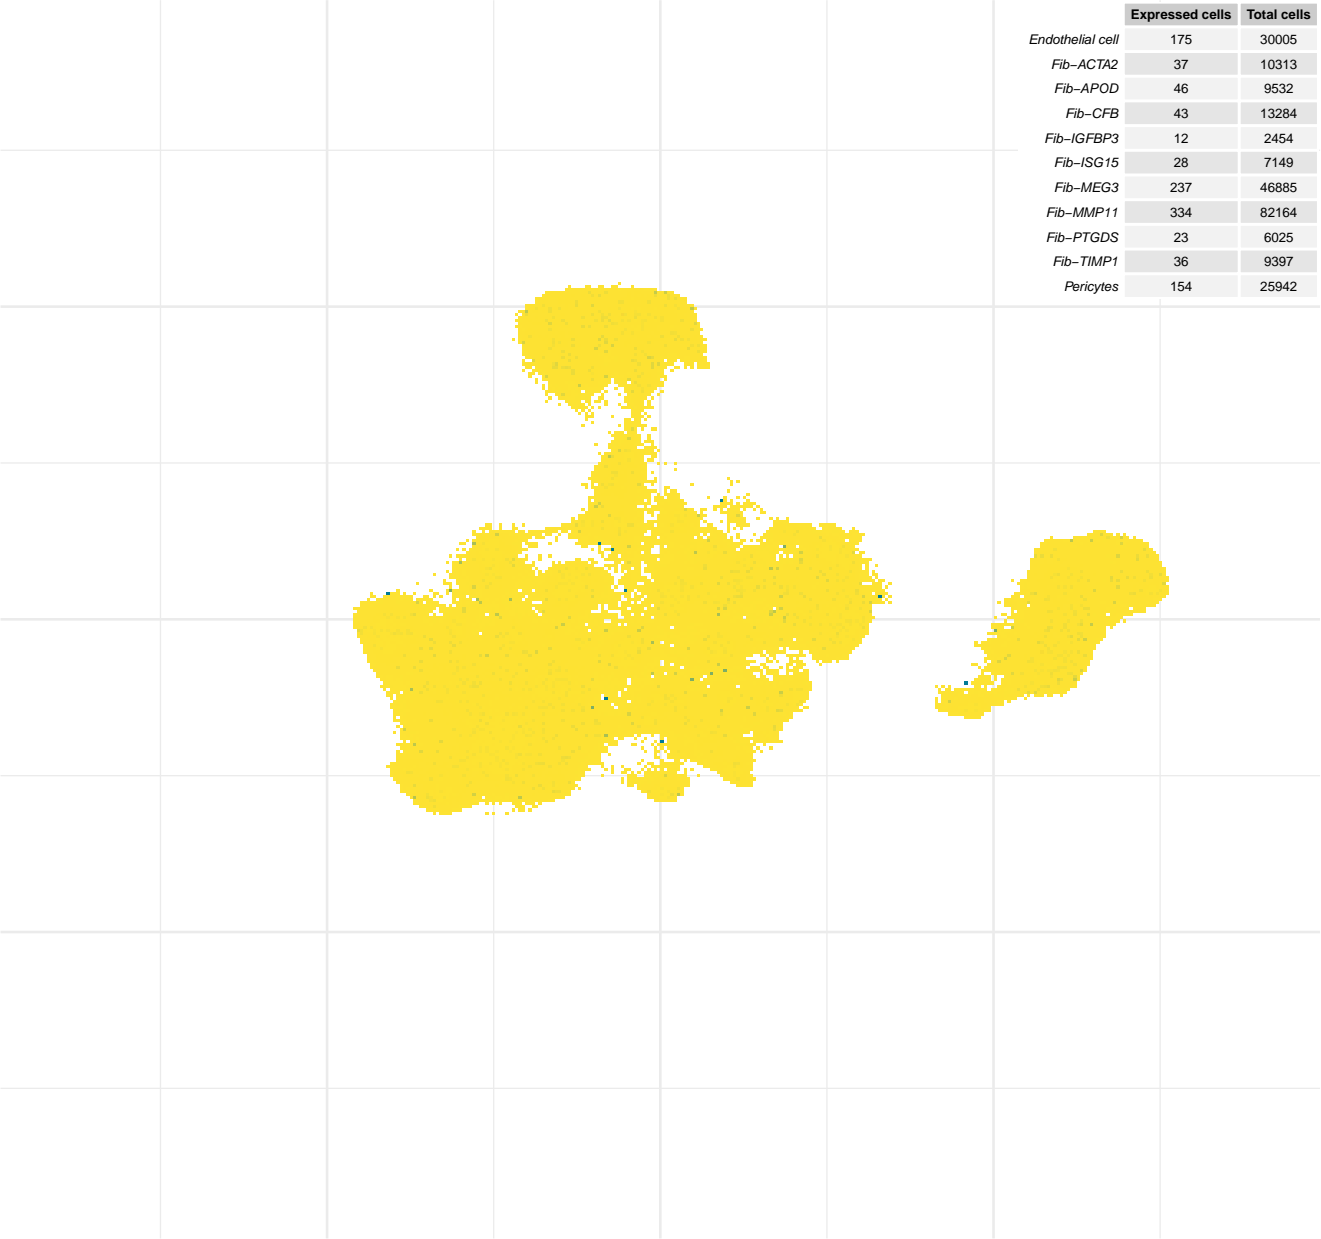 Expressed cells Total cells
Endothelial cell 175 30005
Fib−ACTA2 37 10313
Fib−APOD 46 9532
Fib−CFB 43 13284
Fib−IGFBP3 12 2454
Fib−ISG15 28 7149
Fib−MEG3 237 46885
Fib−MMP11 334 82164
Fib−PTGDS 23 6025
Fib−TIMP1 36 9397
Pericytes 154 25942